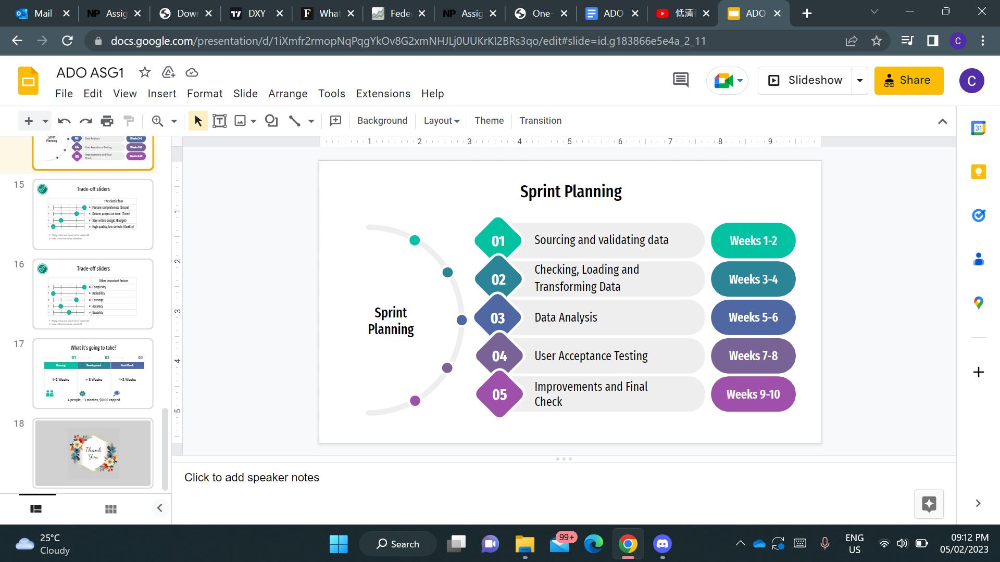 Mail
NP Assig
Dow
DXY
F What
Fede
NP Assig
One-
ADO
低清
ADO
docs.google.com/presentation/d/1iXmfr2rmopNqPqgYkOv8G2xmNHJLj0UUKrKI2BRs3qo/edit#slide=id.g183866e5e4a_2_11
C
ADO ASG1
Slideshow
Share
C
File Edit View Insert Format Slide Arrange Tools Extensions Help
Background Layout Theme Transition
31
1 2 3 4 5 6 7 8 9
1
2
3
4
5
Sprint
Planning
03 Data Analysis Weeks 5-6
04 User Acceptance Testing Weeks 7-8
05 Improvements and Final
Check
Weeks 9-10
15
Trade-off sliders
The classic four
Feature completeness (Scope)
Deliver project on time (Time)
Stay within budget (Budget)
High quality, low defects (Quality)
16
Trade-off sliders
Other important factors
Complexity
Reliability
Coverage
Accuracy
Usability
17
What it's going to take?
01 02 03
Planning Development Final Check
1-2 Weeks ~ 8 Weeks 1-2 Weeks
4 people, ~3 months, $1000 capped
18
Thank
You
Sprint Planning
Sprint
Planning
01 Sourcing and validating data Weeks 1-2
02 Checking, Loading and
Transforming Data
Weeks 3-4
03 Data Analysis Weeks 5-6
04 User Acceptance Testing Weeks 7-8
05 Improvements and Final
Check
Weeks 9-10
Click to add speaker notes
25°C
Cloudy
Search
99+
ENG
US
09:12 PM
05/02/2023